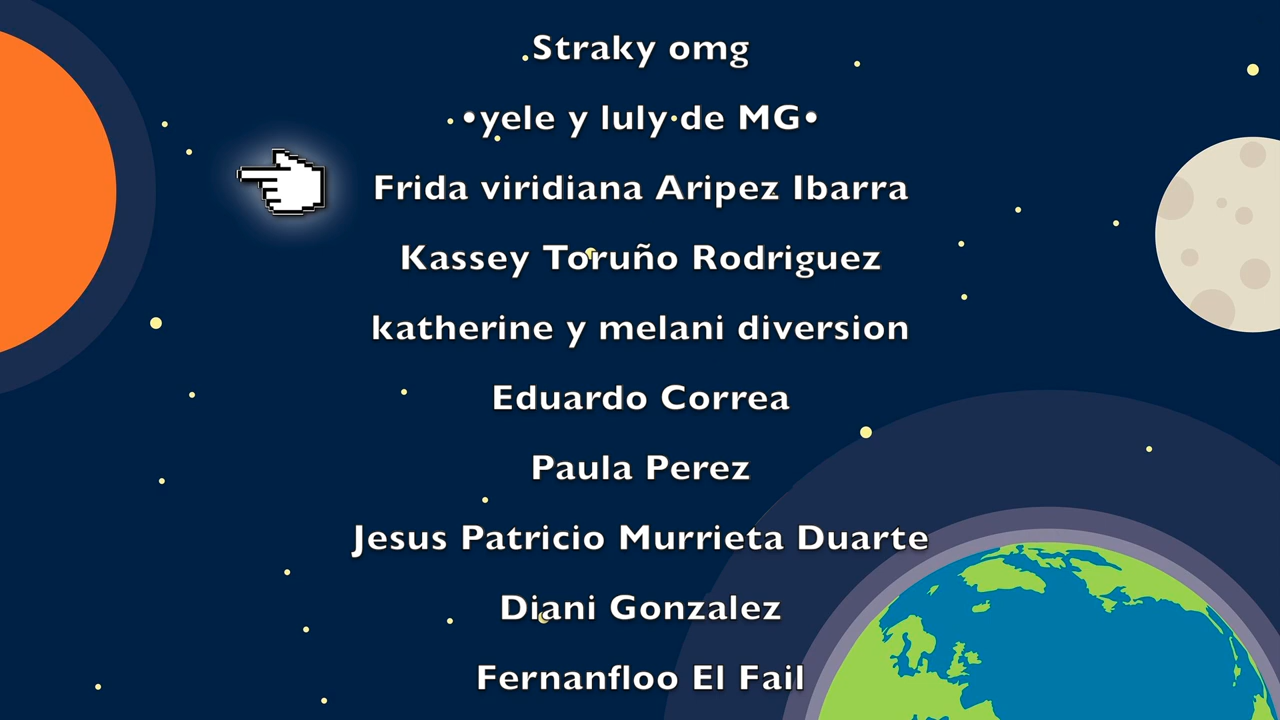 Straky omg
•yele y luly de MG•
Frida viridiana Aripez Ibarra
Kassey Toruño Rodriguez
katherine y melani diversion
Eduardo Correa
Paula Perez
Jesus Patricio Murrieta Duarte
Diani Gonzalez
Fernanfloo El Fail